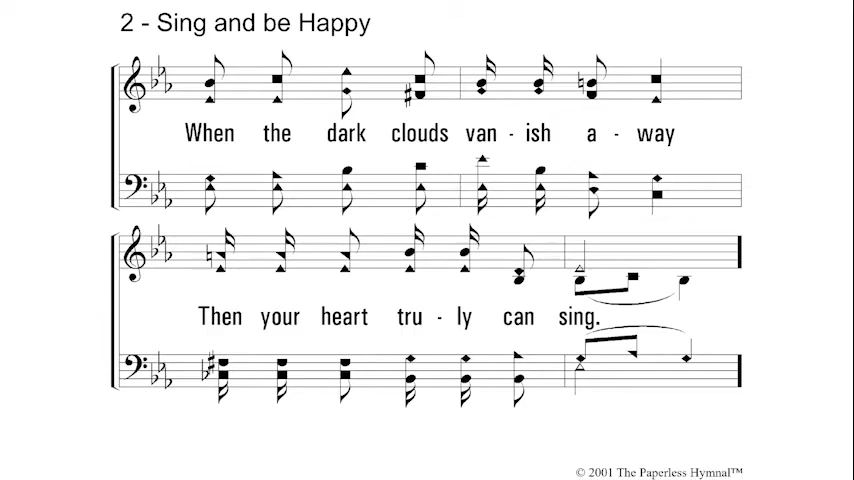 2 - Sing and be Happy
When the dark clouds van - ish a - way
Then your heart tru - ly can sing.
© 2001 The Paperless Hymnal™